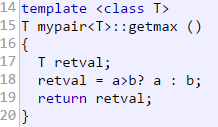 14 template <class T>
15 T mypair<T>::getmax ()
16 {
17   T retval;
18   retval = a>b? a : b;
19   return retval;
20 }